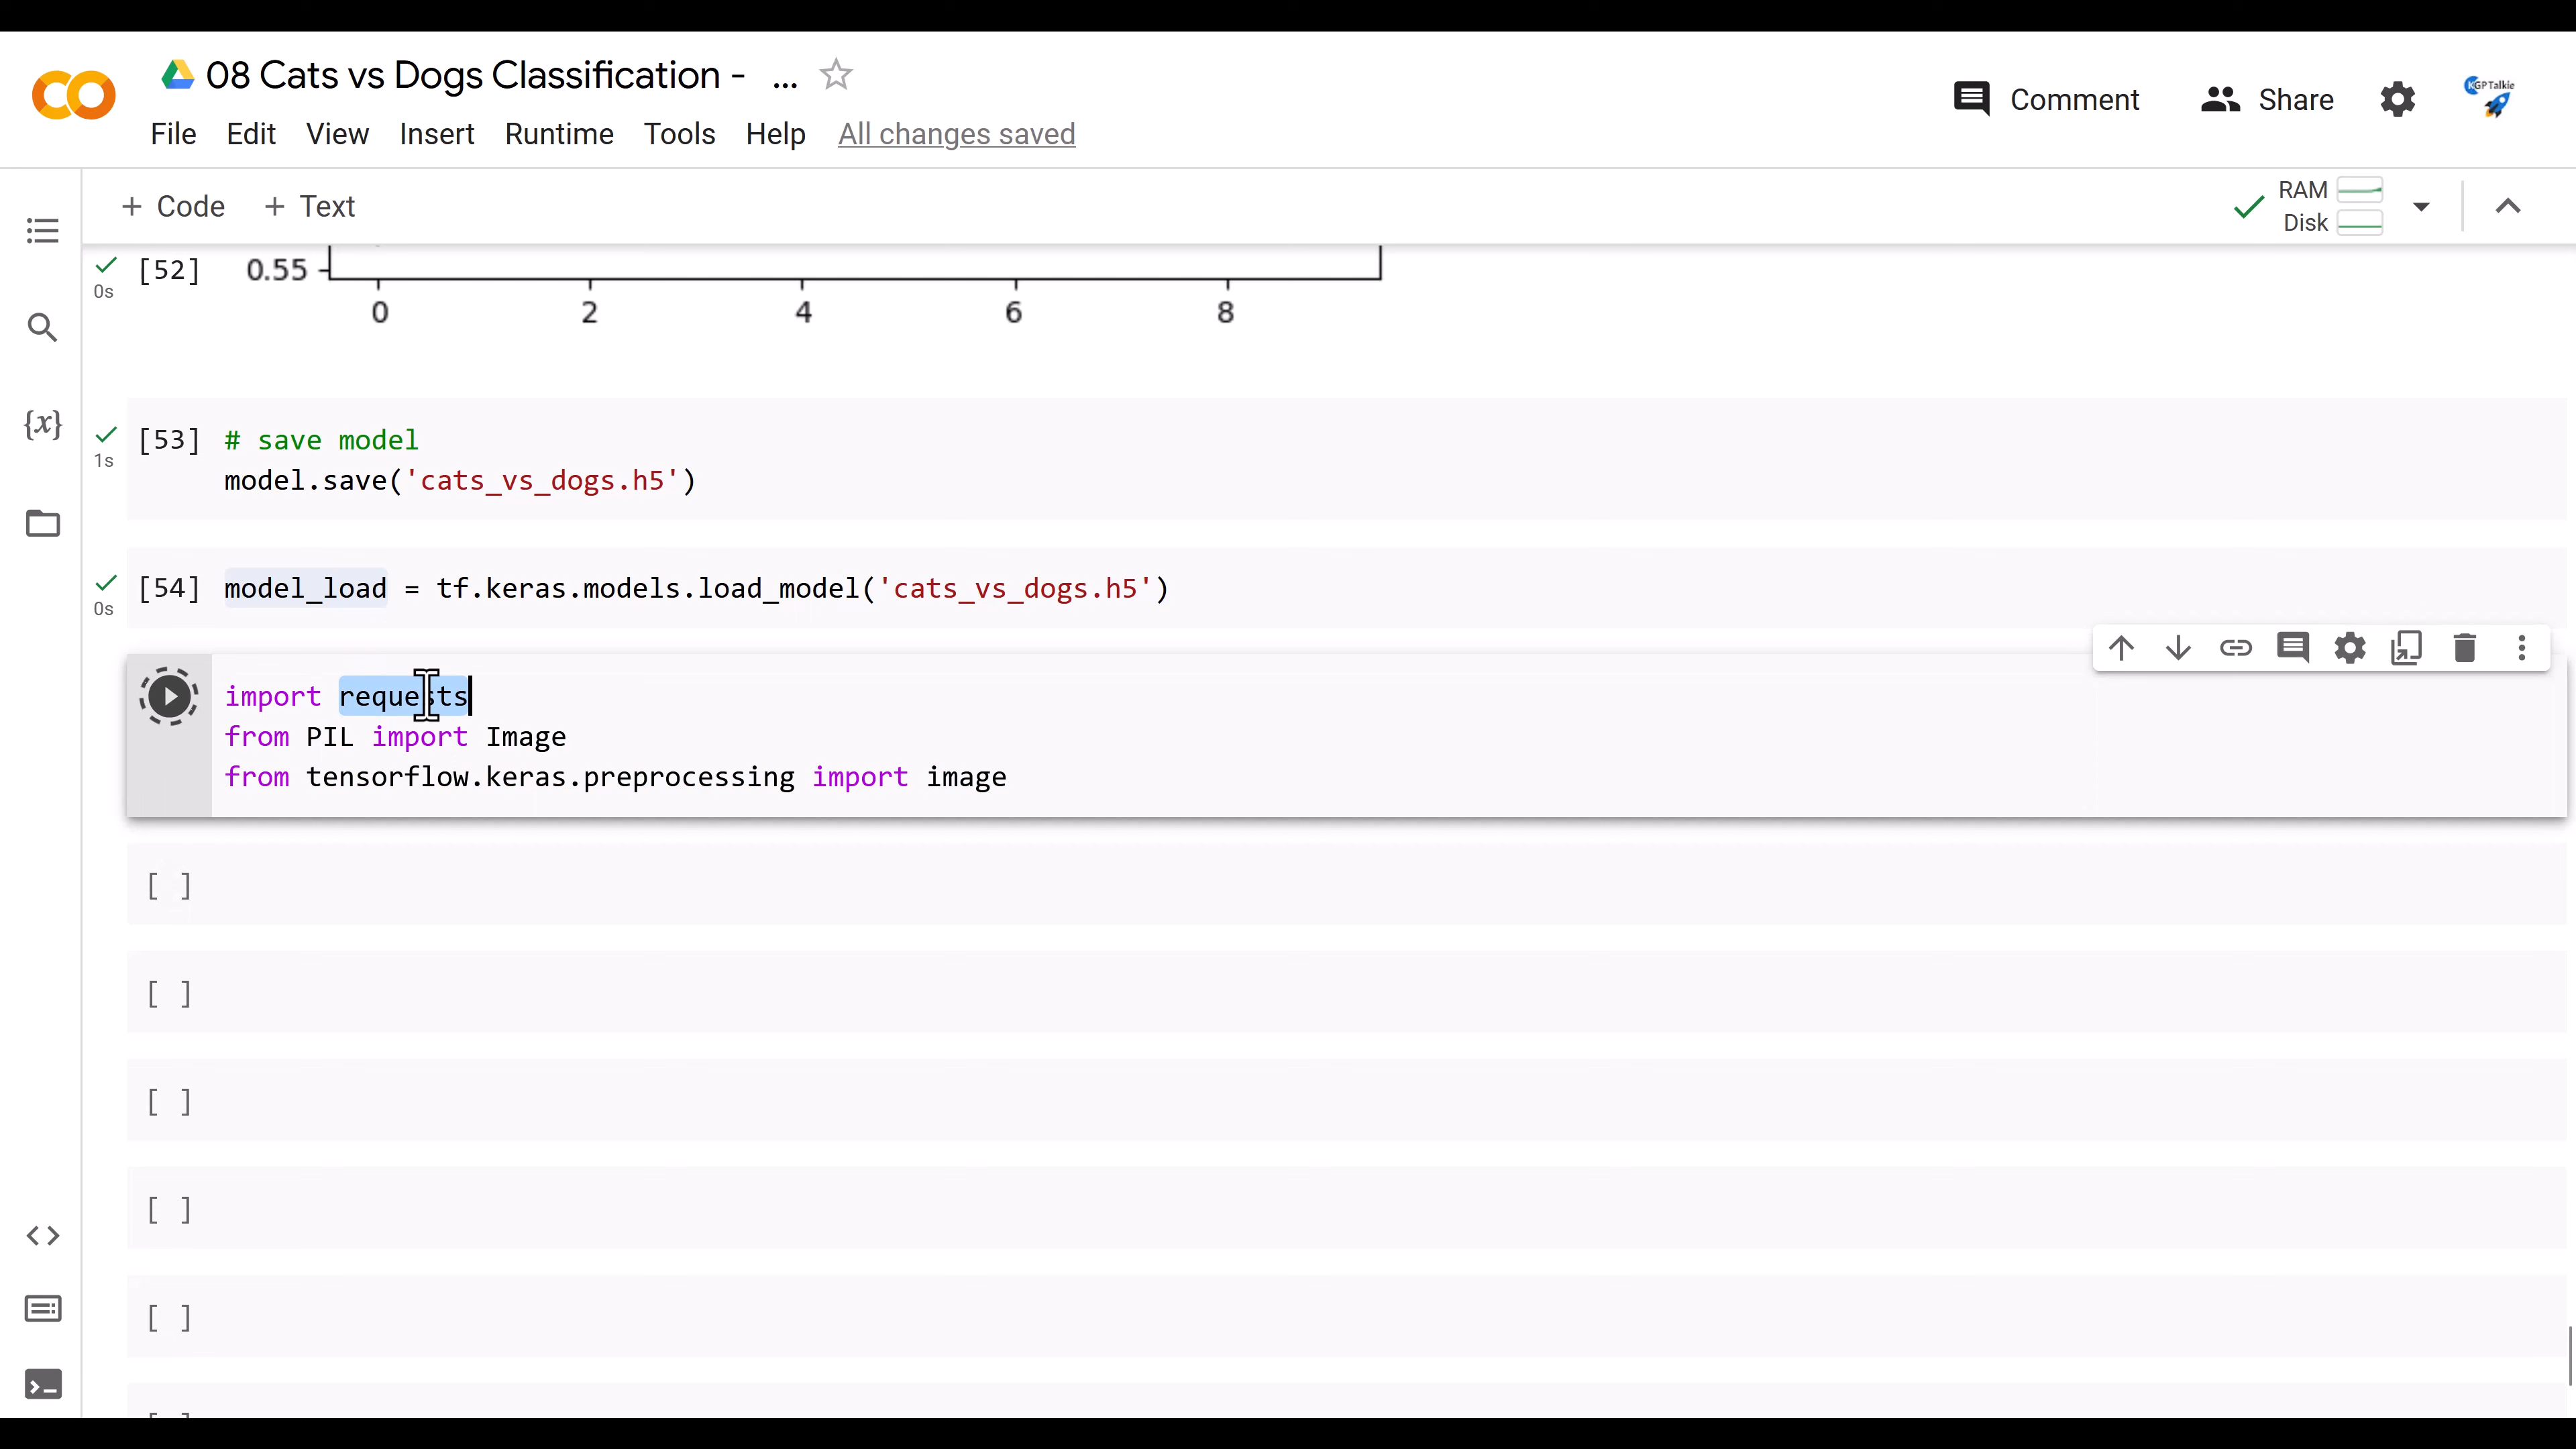 08 Cats vs Dogs Classification - ...
File Edit View Insert Runtime Tools Help All changes saved
Comment Share
KGPTalkie
+ Code + Text
RAM
Disk
[52] 0.55
0s
0 2 4 6 8
{x}
[53] # save model
1s
model.save('cats_vs_dogs.h5')
[54] model_load = tf.keras.models.load_model('cats_vs_dogs.h5')
0s
import requests
from PIL import Image
from tensorflow.keras.preprocessing import image
[ ]
[ ]
[ ]
[ ]
[ ]